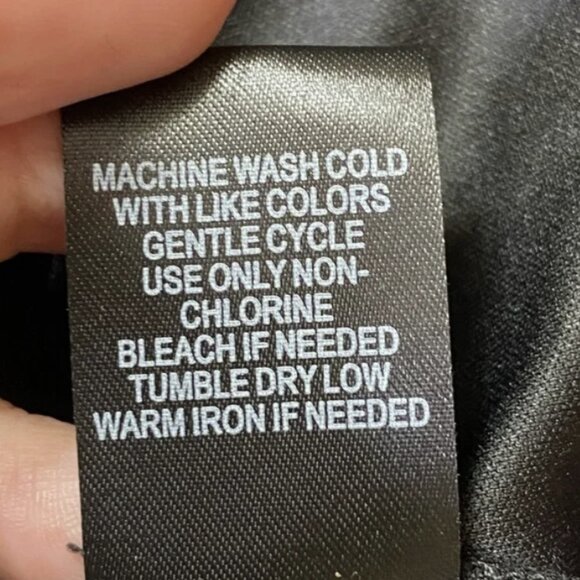 MACHINE WASH COLD
WITH LIKE COLORS
GENTLE CYCLE
USE ONLY NON-
CHLORINE
BLEACH IF NEEDED
TUMBLE DRY LOW
WARM IRON IF NEEDED